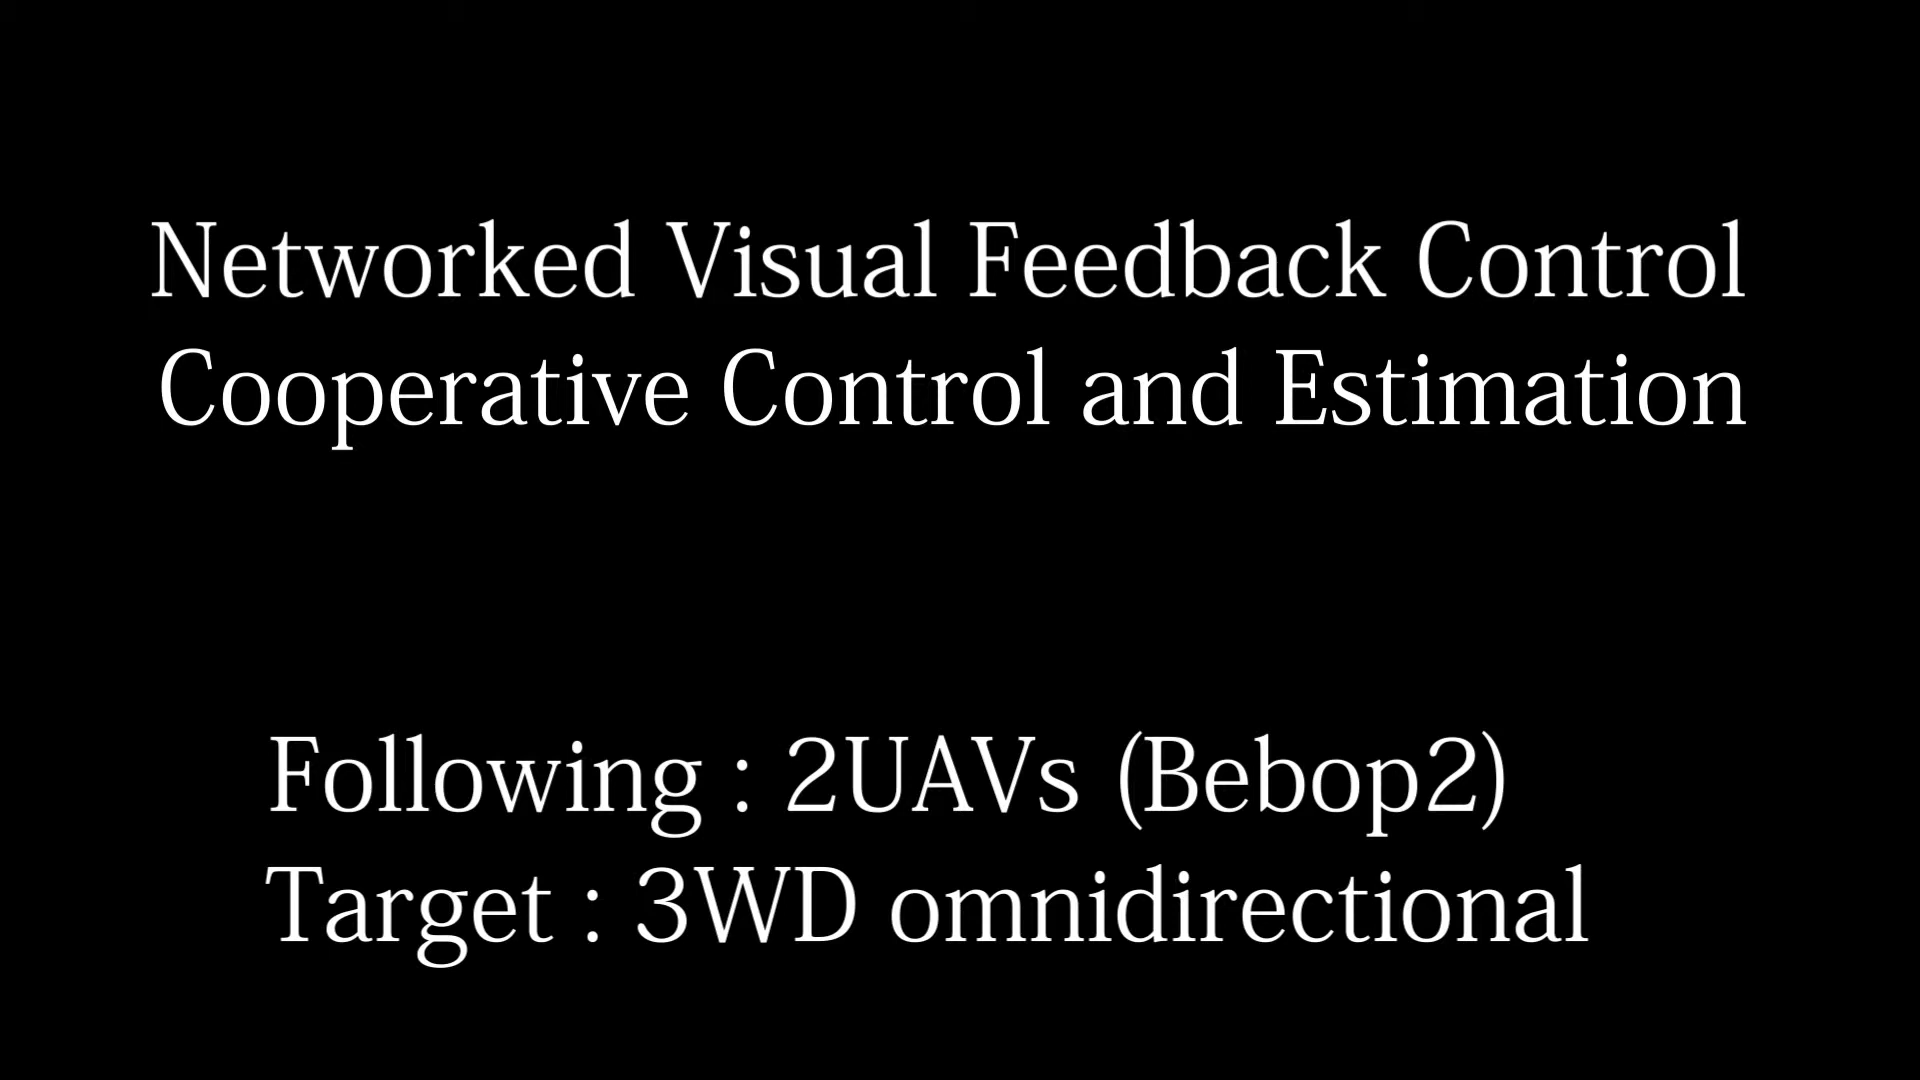 Networked Visual Feedback Control
Cooperative Control and Estimation
Following : 2UAVs (Bebop2)
Target : 3WD omnidirectional